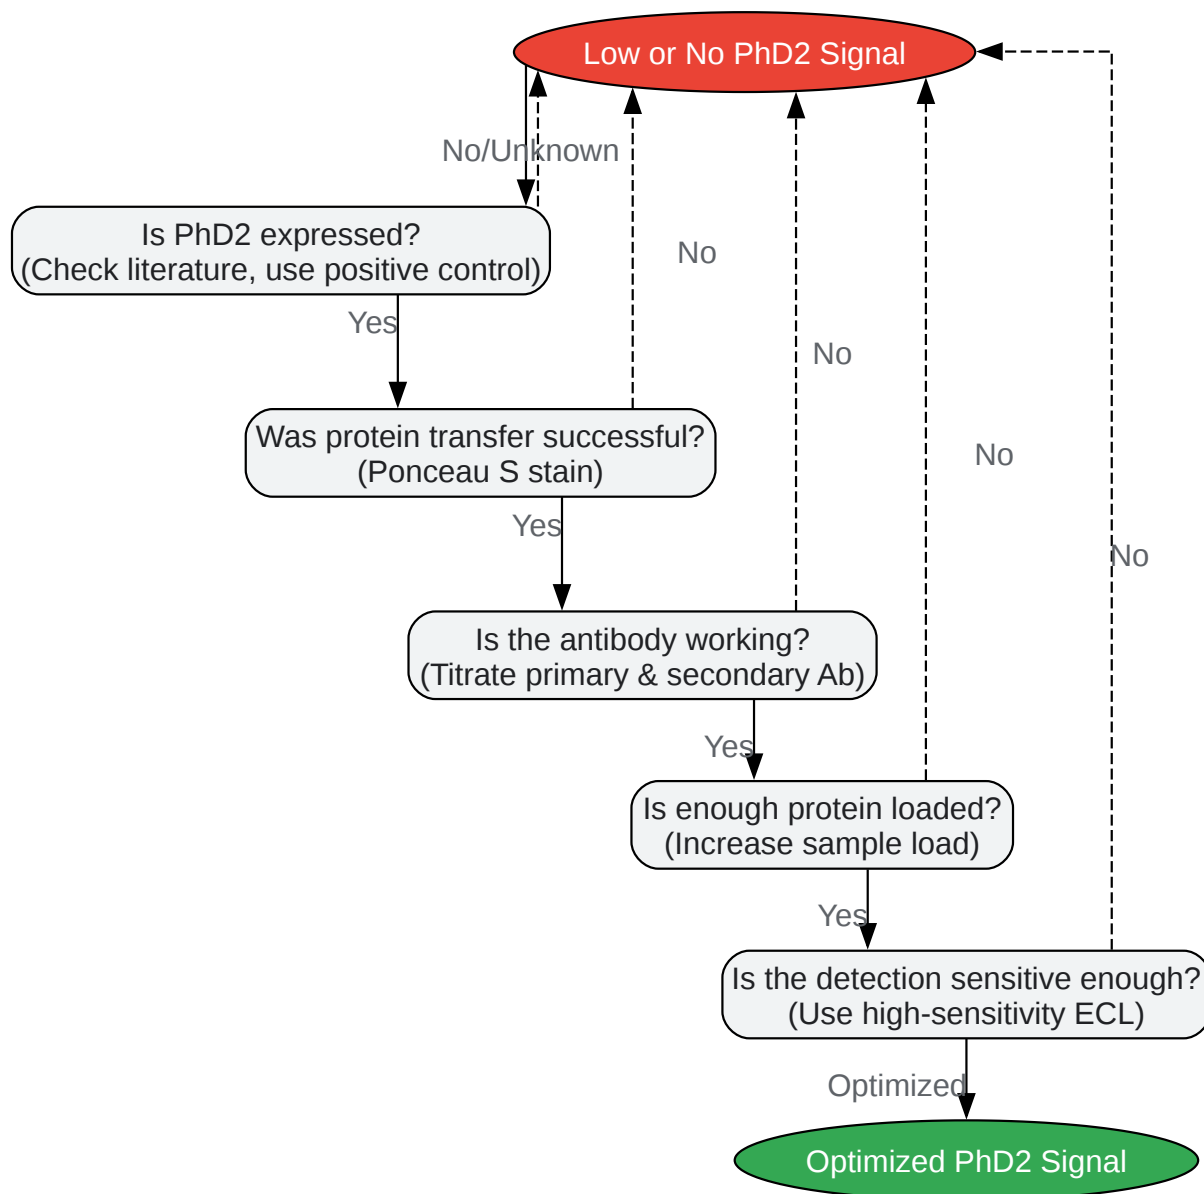 Low or No PhD2 Signal
No/Unknown
Is PhD2 expressed?
(Check literature, use positive control)
No
Yes
No
Was protein transfer successful?
(Ponceau S stain)
No
Yes
No
Is the antibody working?
(Titrate primary & secondary Ab)
Yes
Is enough protein loaded?
(Increase sample load)
Yes
Is the detection sensitive enough?
(Use high-sensitivity ECL)
Optimized
Optimized PhD2 Signal